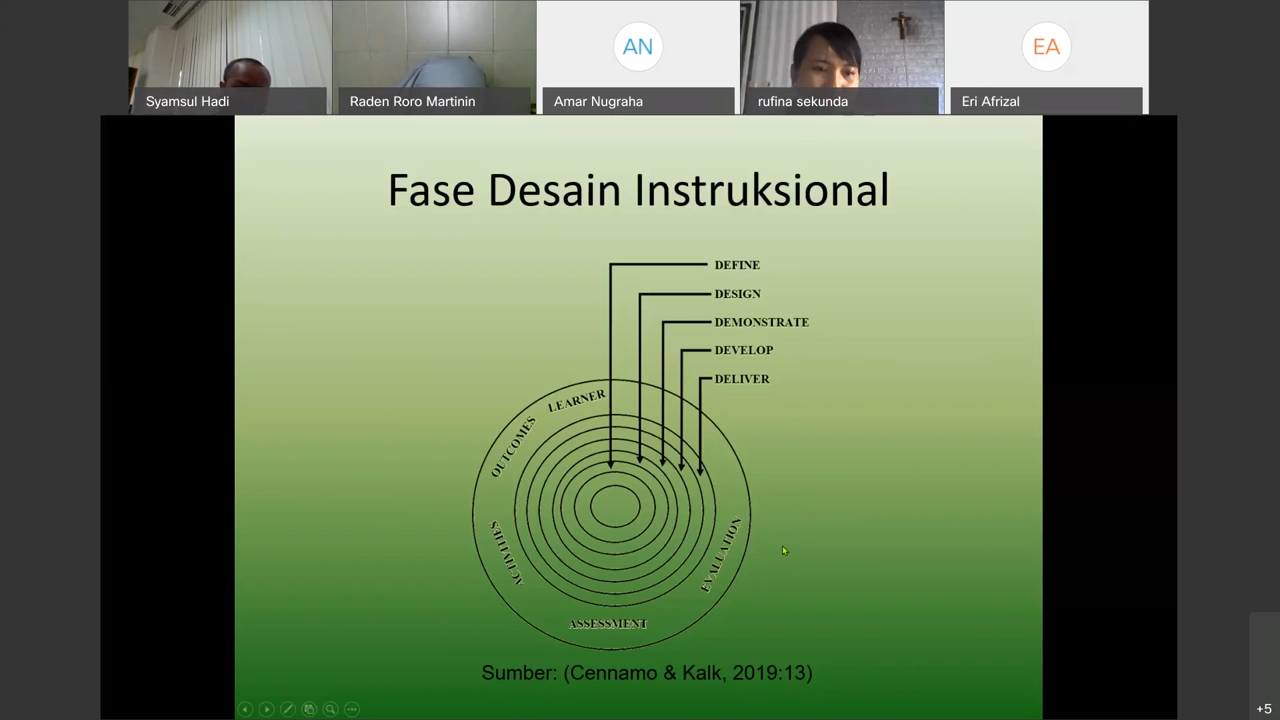 AN
EA
Syamsul Hadi
Raden Roro Martinin
Amar Nugraha
rufina sekunda
Eri Afrizal
Fase Desain Instruksional
DEFINE
DESIGN
DEMONSTRATE
DEVELOP
DELIVER
LEARNER
OUTCOMES
ACTIVITIES
ASSESSMENT
EVALUATION
Sumber: (Cennamo & Kalk, 2019:13)
+5